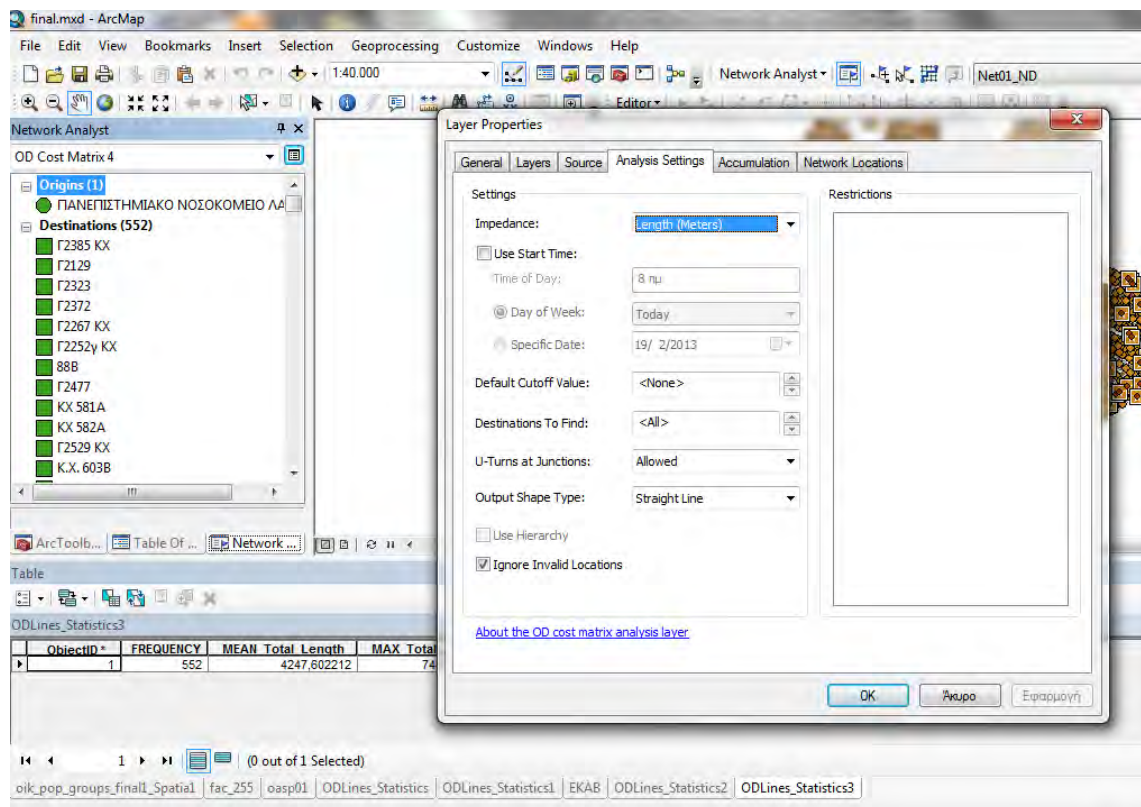 final.mxd - ArcMap
File Edit View Bookmarks Insert Selection Geoprocessing Customize Windows Help
1:40.000
Network Analyst
Net01_ND
Editor
Network Analyst
OD Cost Matrix 4
Origins (1)
ΠΑΝΕΠΙΣΤΗΜΙΑΚΟ ΝΟΣΟΚΟΜΕΙΟ ΛΑ
Destinations (552)
Γ2385 ΚΧ
Γ2129
Γ2323
Γ2372
Γ2267 ΚΧ
Γ2252γ ΚΧ
88Β
Γ2477
ΚΧ 581Α
ΚΧ 582Α
Γ2529 ΚΧ
Κ.Χ. 603Β
ArcToolb... Table Of ... Network ...
Layer Properties
General Layers Source Analysis Settings Accumulation Network Locations
Settings
Restrictions
Impedance: Length (Meters)
Use Start Time:
Time of Day: 8 πμ
Day of Week: Today
Specific Date: 19/ 2/2013
Default Cutoff Value: <None>
Destinations To Find: <All>
U-Turns at Junctions: Allowed
Output Shape Type: Straight Line
Use Hierarchy
Ignore Invalid Locations
About the OD cost matrix analysis layer
OK Άκυρο Εφαρμογή
Table
ODLines_Statistics3
ObjectID * FREQUENCY MEAN_Total_Length MAX_Total
1 552 4247,602212 74
1 (0 out of 1 Selected)
oik_pop_groups_final1_Spatial fac_255 oasp01 ODLines_Statistics ODLines_Statistics1 EKAB ODLines_Statistics2 ODLines_Statistics3